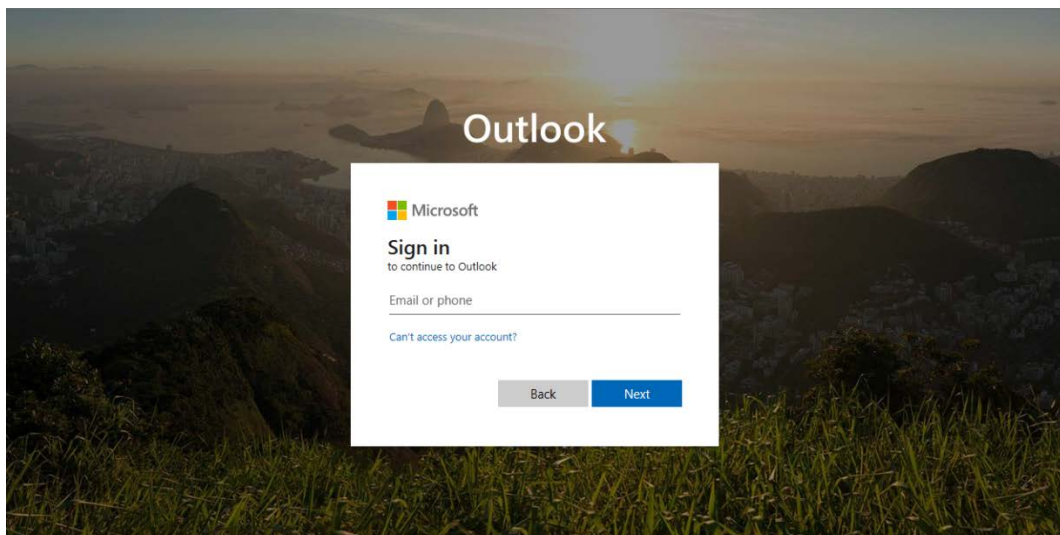 Outlook
Microsoft
Sign in
to continue to Outlook
Email or phone
Can't access your account?
Back Next